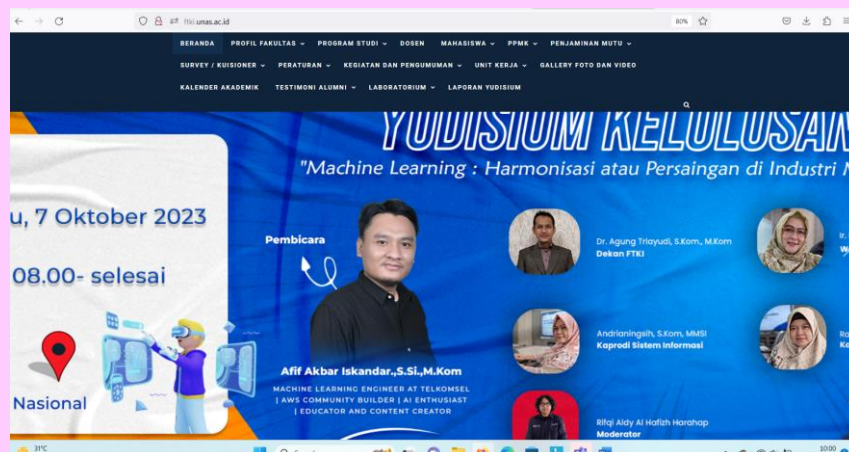 ftki.unas.ac.id
80%
BERANDA PROFIL FAKULTAS PROGRAM STUDI DOSEN MAHASISWA PPMK PENJAMINAN MUTU
SURVEY / KUISIONER PERATURAN KEGIATAN DAN PENGUMUMAN UNIT KERJA GALLERY FOTO DAN VIDEO
KALENDER AKADEMIK TESTIMONI ALUMNI LABORATORIUM LAPORAN YUDISIUM
YUDISIUM KELULUSAN
"Machine Learning : Harmonisasi atau Persaingan di Industri
u, 7 Oktober 2023
08.00- selesai
Nasional
Pembicara
Afif Akbar Iskandar.,S.Si.,M.Kom
MACHINE LEARNING ENGINEER AT TELKOMSEL
| AWS COMMUNITY BUILDER | AI ENTHUSIAST
| EDUCATOR AND CONTENT CREATOR
Dr. Agung Triayudi, S.Kom., M.Kom
Dekan FTKI
Ir.
Andrianingsih, S.Kom, MMSI
Kaprodi Sistem Informasi
Rifqi Aldy Al Hafizh Harahap
Moderator
31°C
10:00